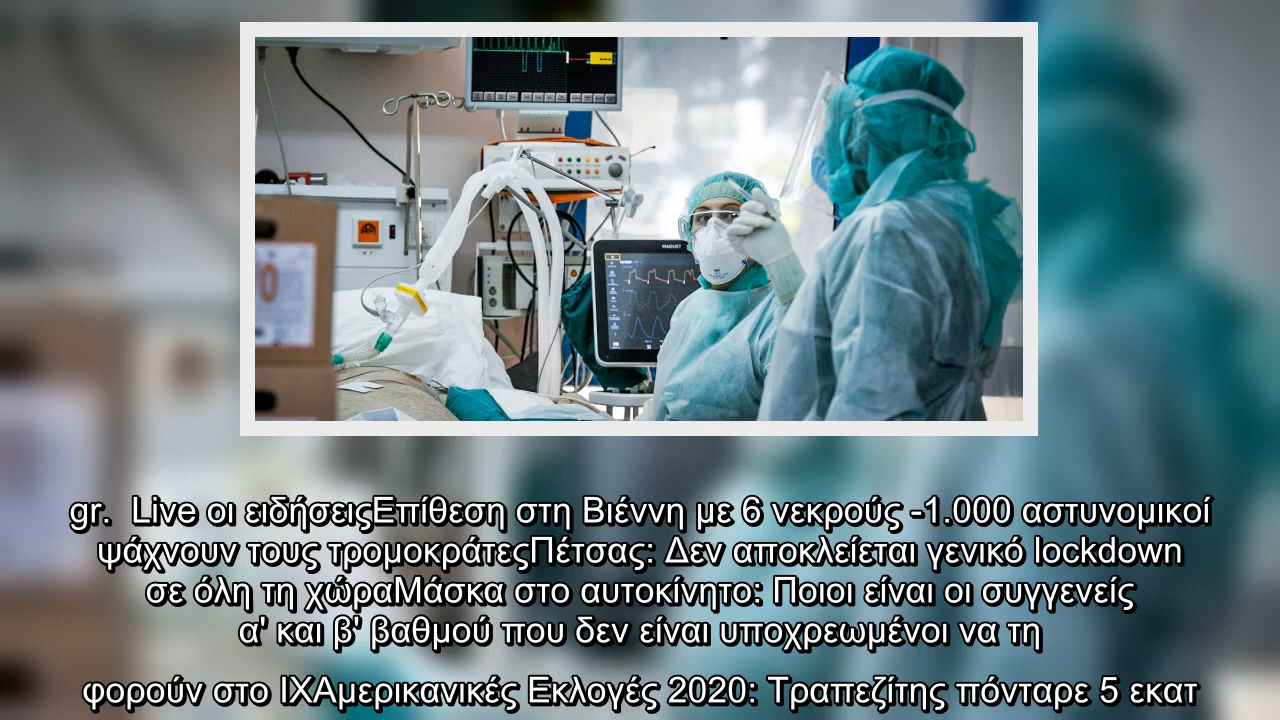 MADUST
gr.  Live οι ειδήσειςΕπίθεση στη Βιέννη με 6 νεκρούς -1.000 αστυνομικοί
ψάχνουν τους τρομοκράτεςΠέτσας: Δεν αποκλείεται γενικό lockdown
σε όλη τη χώραΜάσκα στο αυτοκίνητο: Ποιοι είναι οι συγγενείς
α' και β' βαθμού που δεν είναι υποχρεωμένοι να τη
φορούν στο ΙΧΑμερικανικές Εκλογές 2020: Τραπεζίτης πόνταρε 5 εκατ